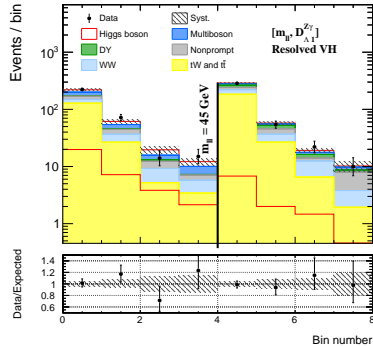 Events / bin
10³
10²
10
1
Data
Higgs boson
DY
WW
Syst.
Multiboson
Nonprompt
tW and tt̄
[m_ll, D_Λ1^Zγ]
Resolved VH
m_ll = 45 GeV
Data/Expected
1.4
1.2
1
0.8
0.6
0 2 4 6 8
Bin number